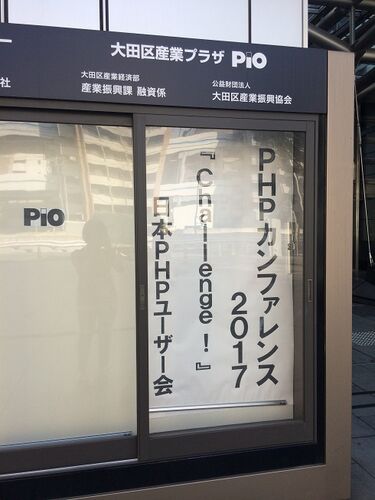 大田区産業プラザ PiO
社
大田区産業経済部
産業振興課 融資係
公益財団法人
大田区産業振興協会
PiO
PHPカンファレンス
2017
『Challenge！』
日本PHPユーザー会